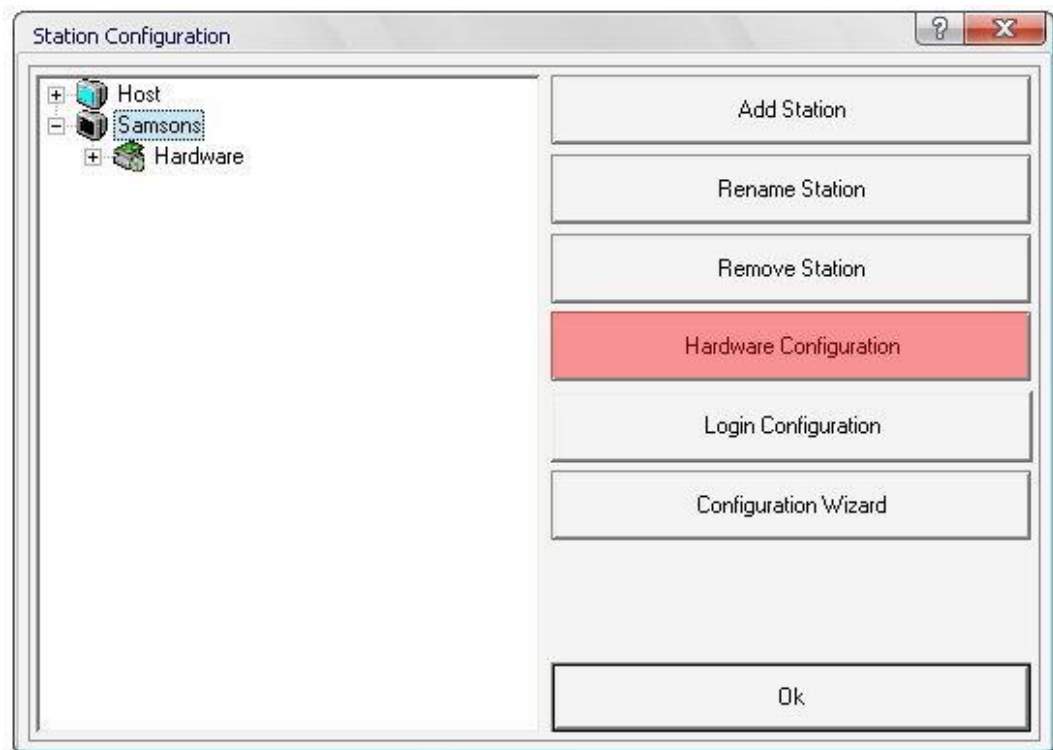 Station Configuration
Host
Samsons
Hardware
Add Station
Rename Station
Remove Station
Hardware Configuration
Login Configuration
Configuration Wizard
Ok